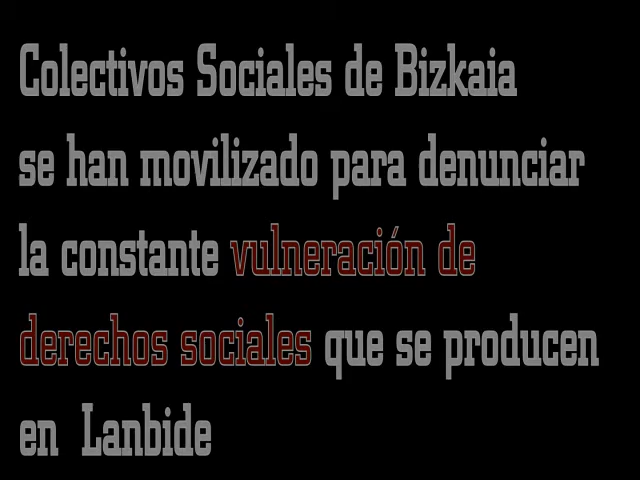 Colectivos Sociales de Bizkaia
se han movilizado para denunciar
la constante vulneración de
derechos sociales que se producen
en Lanbide